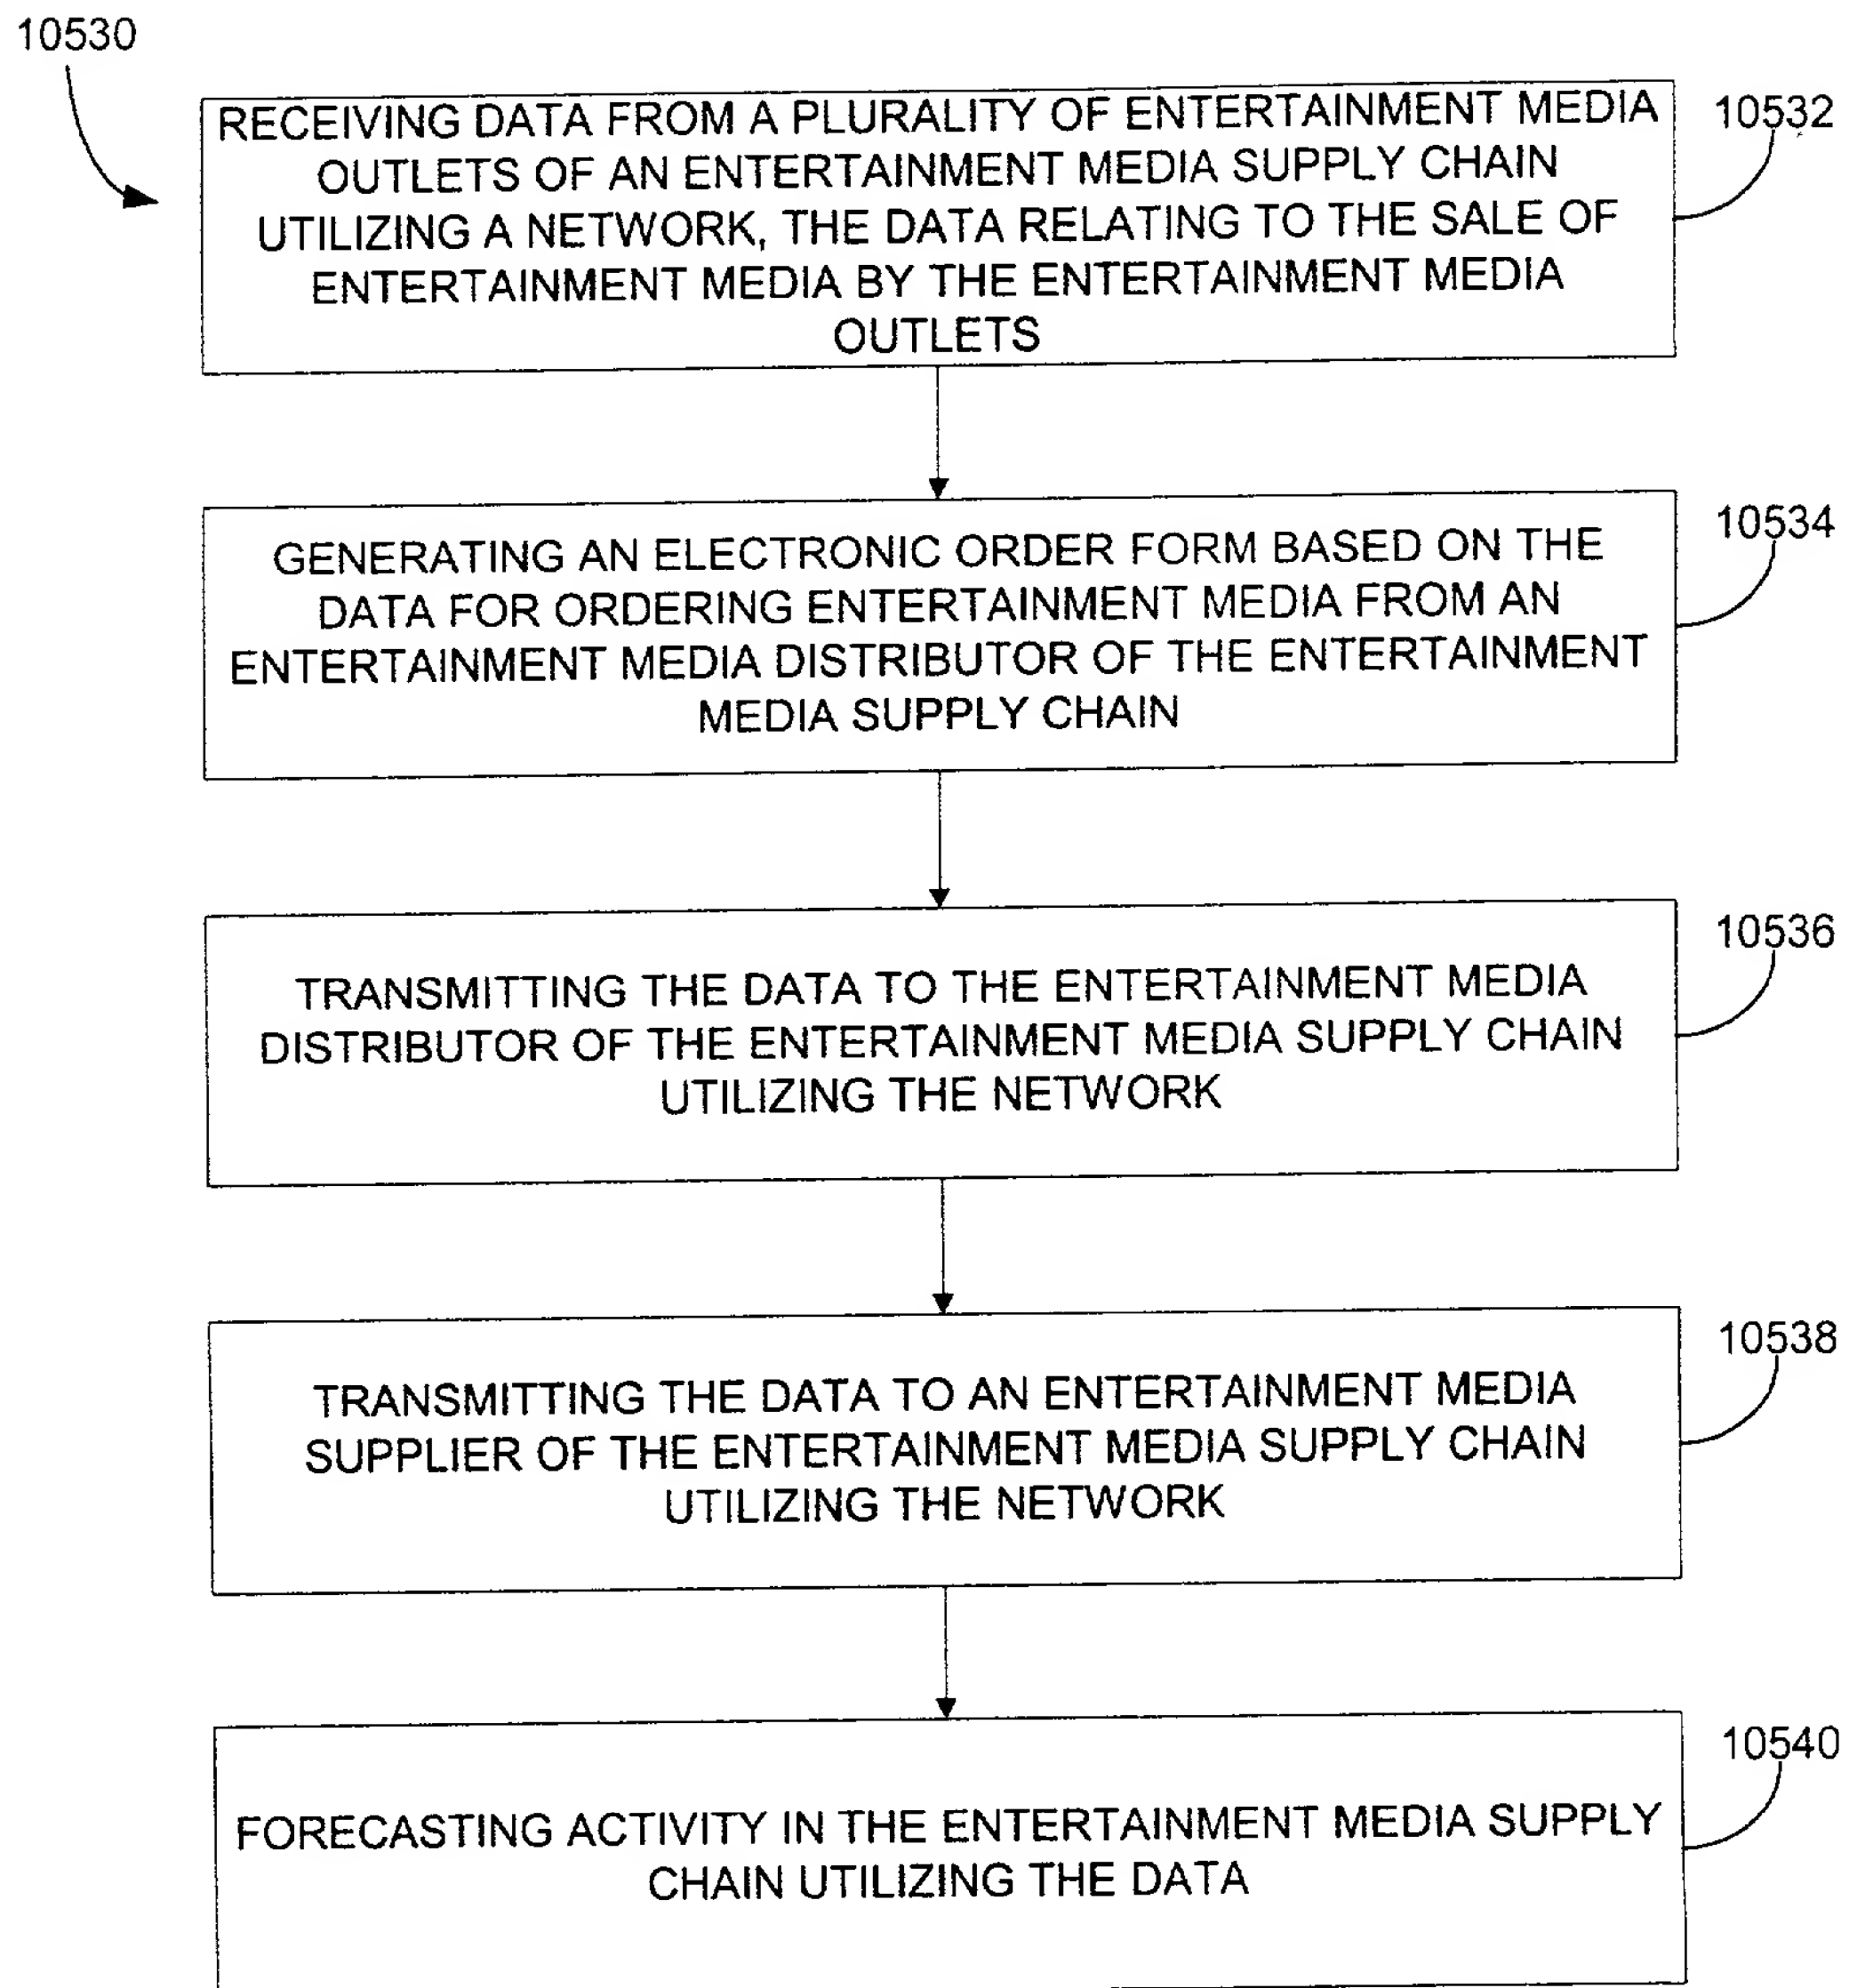 10530
RECEIVING DATA FROM A PLURALITY OF ENTERTAINMENT MEDIA
OUTLETS OF AN ENTERTAINMENT MEDIA SUPPLY CHAIN
UTILIZING A NETWORK, THE DATA RELATING TO THE SALE OF
ENTERTAINMENT MEDIA BY THE ENTERTAINMENT MEDIA
OUTLETS
10532
GENERATING AN ELECTRONIC ORDER FORM BASED ON THE
DATA FOR ORDERING ENTERTAINMENT MEDIA FROM AN
ENTERTAINMENT MEDIA DISTRIBUTOR OF THE ENTERTAINMENT
MEDIA SUPPLY CHAIN
10534
TRANSMITTING THE DATA TO THE ENTERTAINMENT MEDIA
DISTRIBUTOR OF THE ENTERTAINMENT MEDIA SUPPLY CHAIN
UTILIZING THE NETWORK
10536
TRANSMITTING THE DATA TO AN ENTERTAINMENT MEDIA
SUPPLIER OF THE ENTERTAINMENT MEDIA SUPPLY CHAIN
UTILIZING THE NETWORK
10538
FORECASTING ACTIVITY IN THE ENTERTAINMENT MEDIA SUPPLY
CHAIN UTILIZING THE DATA
10540